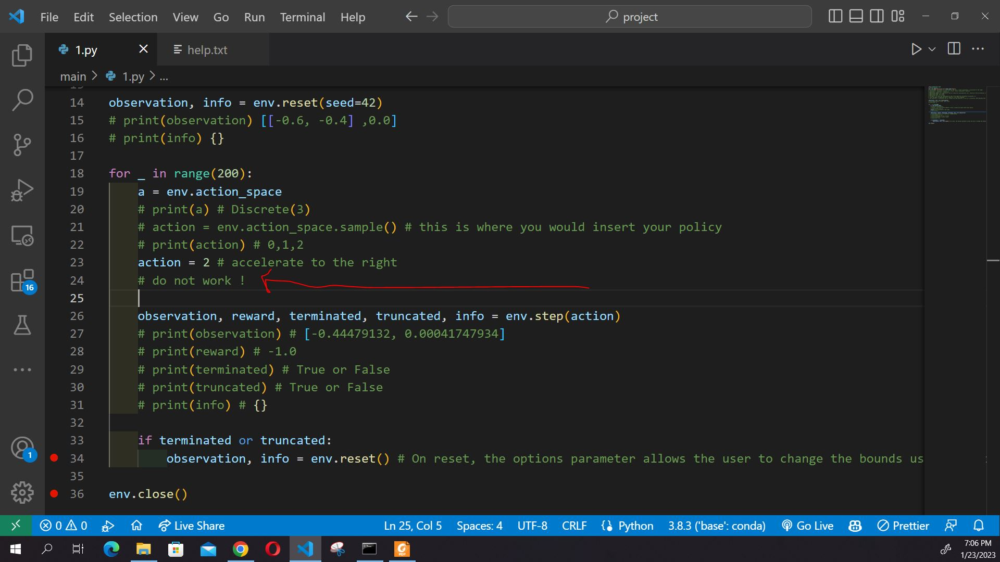 File Edit Selection View Go Run Terminal Help
project
1.py
help.txt
main > 1.py > ...
14 observation, info = env.reset(seed=42)
15 # print(observation) [[-0.6, -0.4] ,0.0]
16 # print(info) {}
17
18 for _ in range(200):
19 a = env.action_space
20 # print(a) # Discrete(3)
21 # action = env.action_space.sample() # this is where you would insert your policy
22 # print(action) # 0,1,2
23 action = 2 # accelerate to the right
24 # do not work !
25
26 observation, reward, terminated, truncated, info = env.step(action)
27 # print(observation) # [-0.44479132, 0.00041747934]
28 # print(reward) # -1.0
29 # print(terminated) # True or False
30 # print(truncated) # True or False
31 # print(info) # {}
32
33 if terminated or truncated:
34 observation, info = env.reset() # On reset, the options parameter allows the user to change the bounds us
35
36 env.close()
16
1
0 0 Live Share Ln 25, Col 5 Spaces: 4 UTF-8 CRLF Python 3.8.3 ('base': conda) Go Live Prettier
7:06 PM
1/23/2023